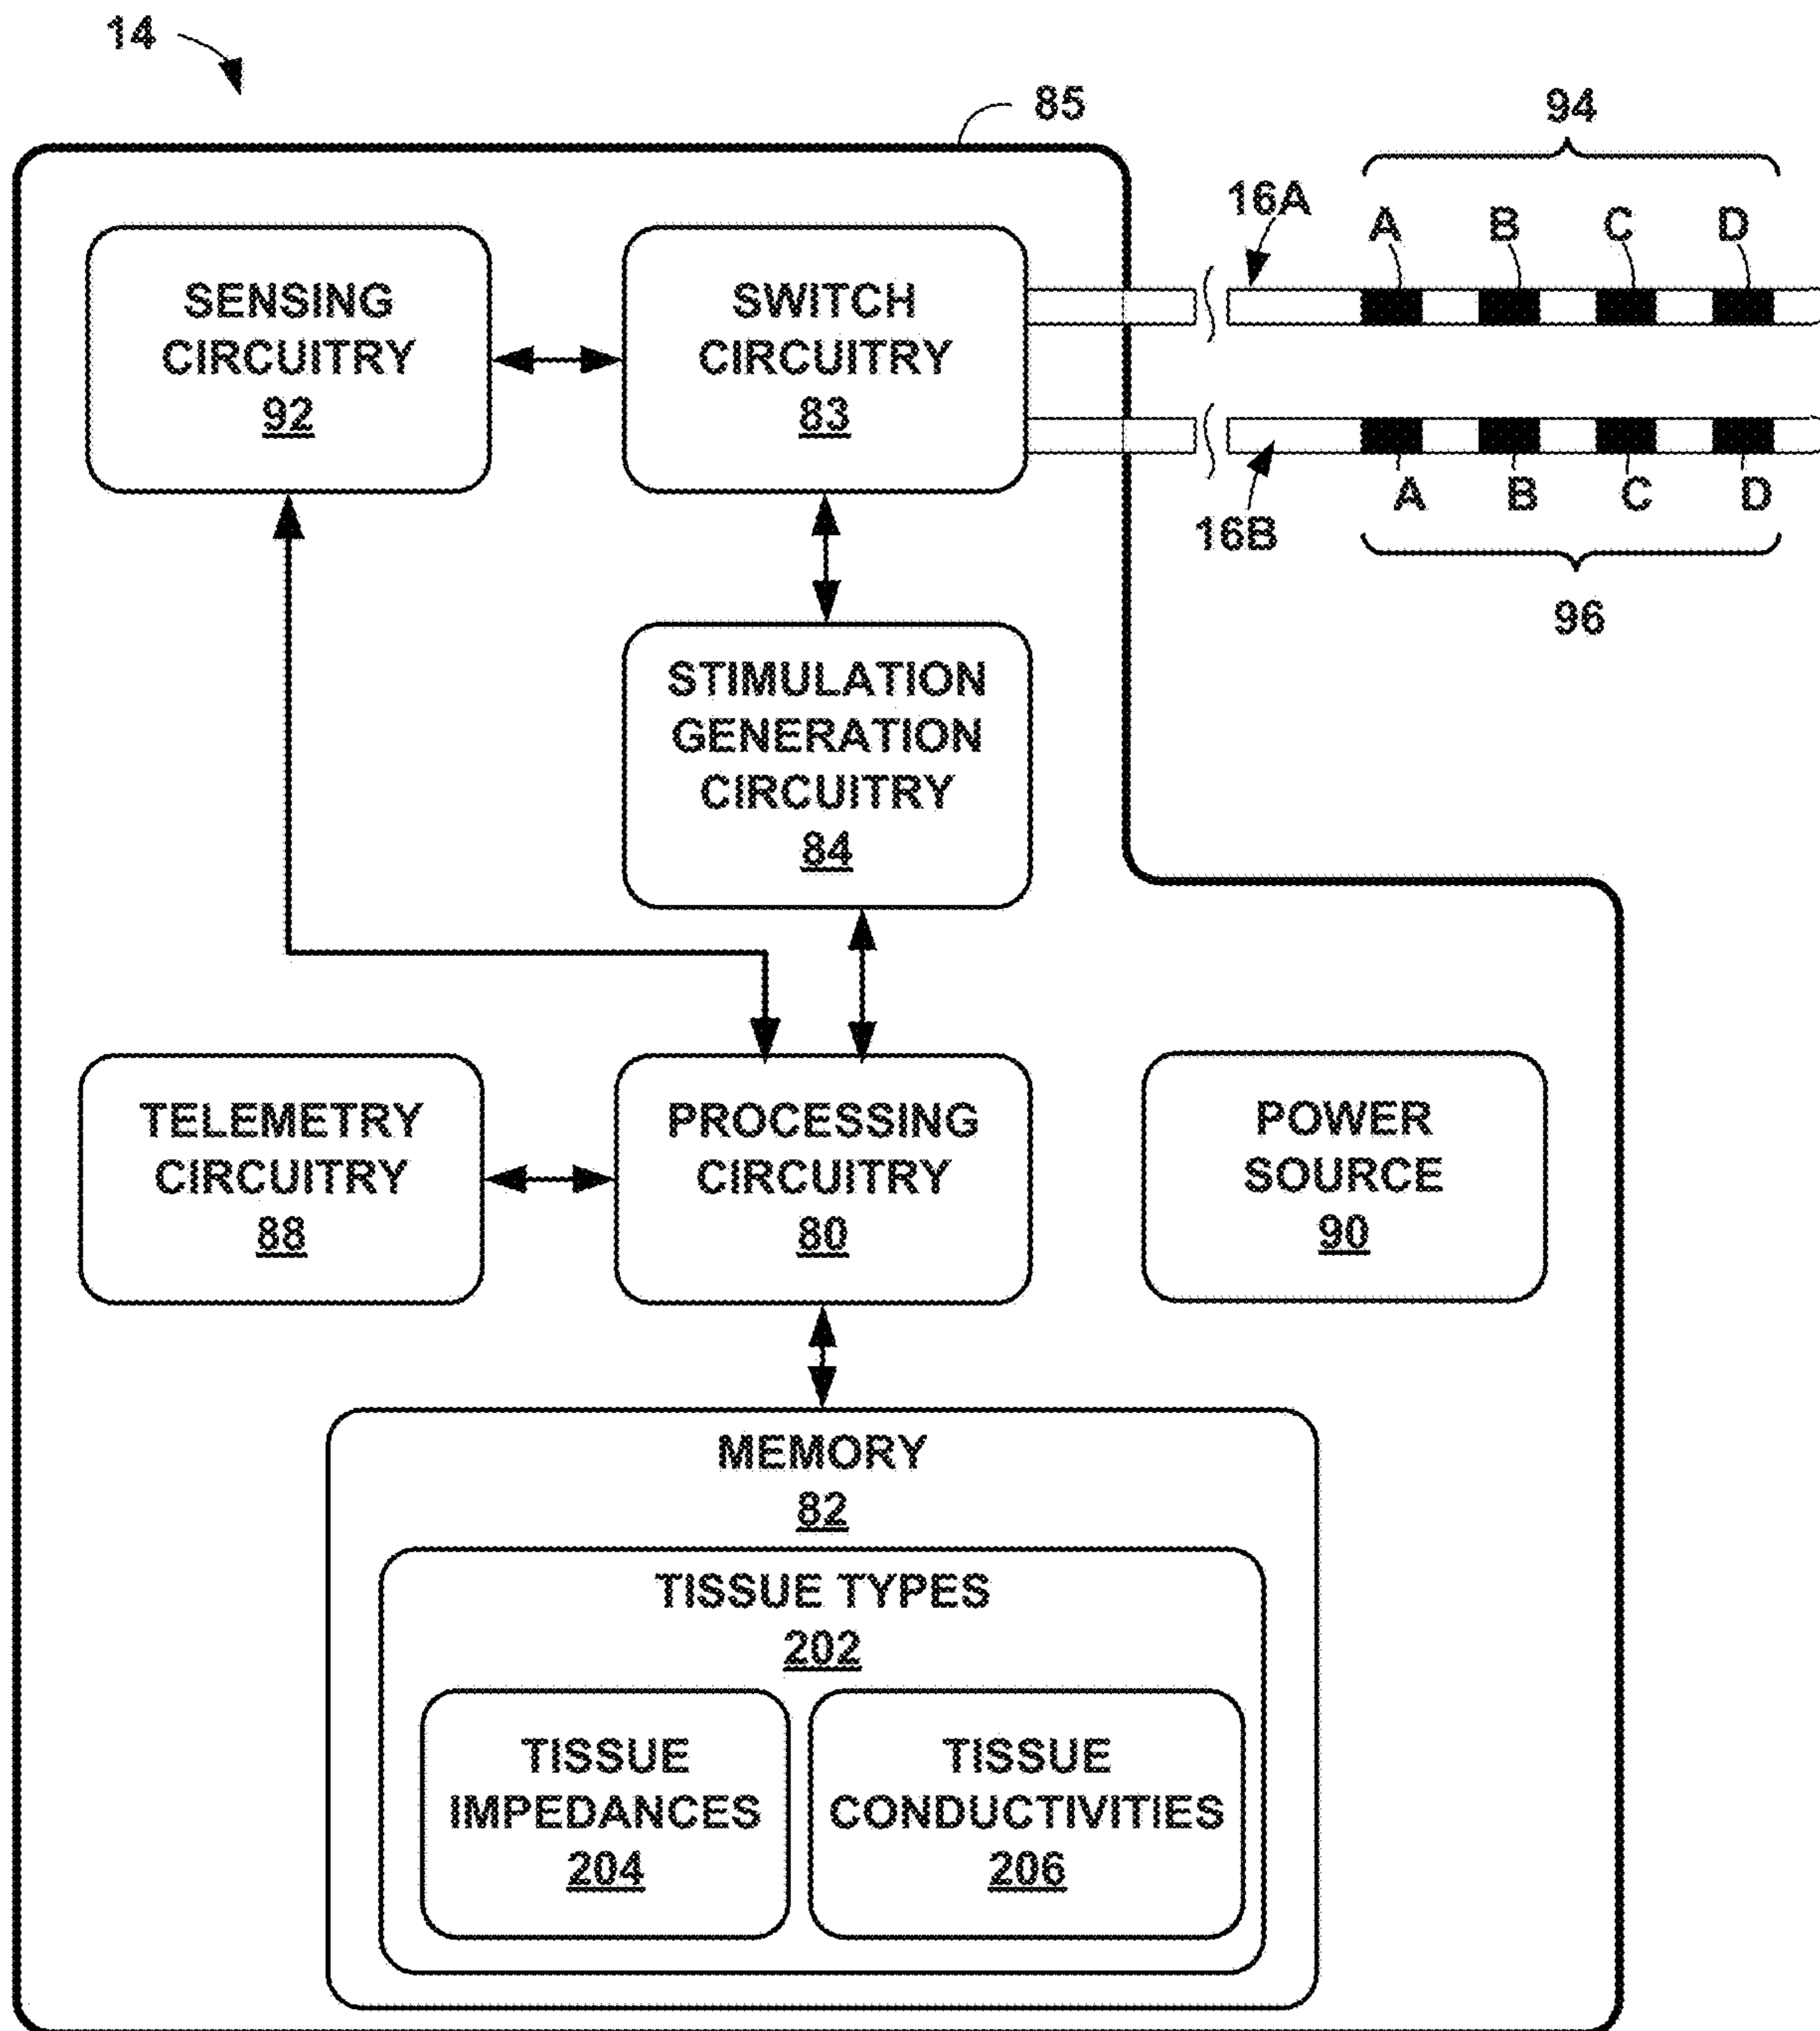 14
85
94
16A
A B C D
SENSING
CIRCUITRY
92
SWITCH
CIRCUITRY
83
A B C D
16B
96
STIMULATION
GENERATION
CIRCUITRY
84
TELEMETRY
CIRCUITRY
88
PROCESSING
CIRCUITRY
80
POWER
SOURCE
90
MEMORY
82
TISSUE TYPES
202
TISSUE
IMPEDANCES
204
TISSUE
CONDUCTIVITIES
206